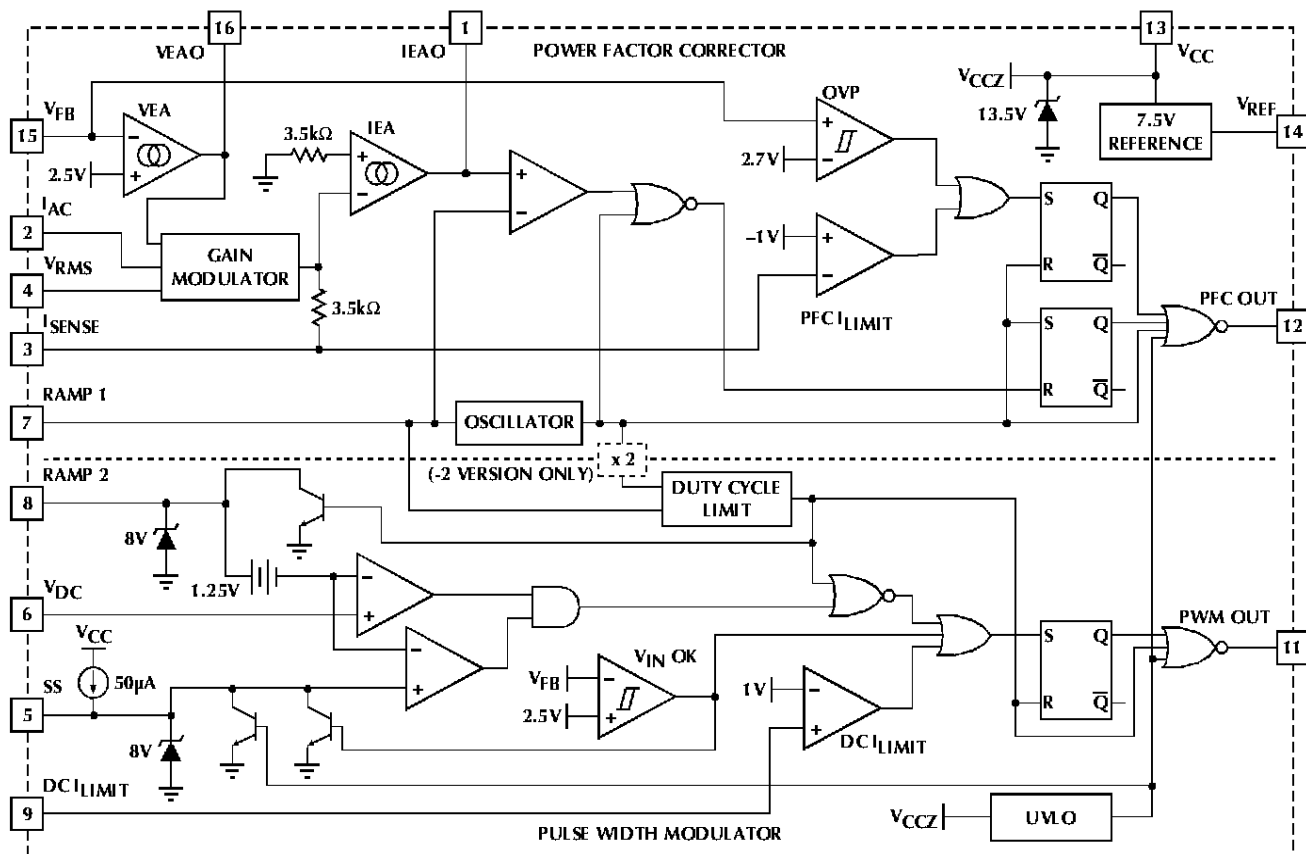 16
1
13
VEAO
IEAO
POWER FACTOR CORRECTOR
VCC
VFB
VEA
15
2.5V
3.5kΩ
IEA
OVP
2.7V
VCCZ
13.5V
7.5V
REFERENCE
VREF
14
IAC
2
VRMS
4
GAIN
MODULATOR
3.5kΩ
ISENSE
3
–1V
PFC ILIMIT
S
Q
R
Q
S
Q
R
Q
PFC OUT
12
RAMP 1
7
OSCILLATOR
x 2
(-2 VERSION ONLY)
RAMP 2
8
8V
DUTY CYCLE
LIMIT
1.25V
VDC
6
VCC
50µA
SS
5
8V
VFB
2.5V
VIN OK
1V
DC ILIMIT
S
Q
R
Q
PWM OUT
11
DC ILIMIT
9
PULSE WIDTH MODULATOR
VCCZ
UVLO
+
−